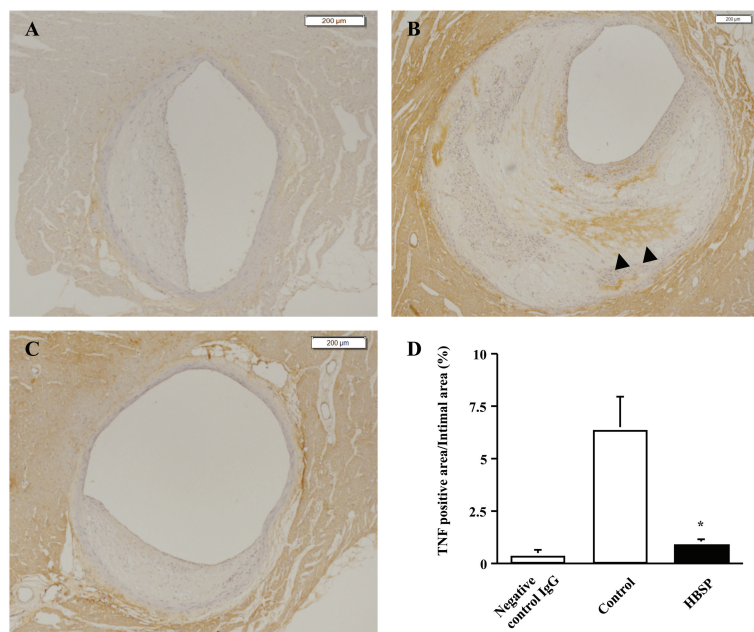 A
200 µm
B
200 µm
C
200 µm
D
TNF positive area/Intimal area (%)
10
7.5
5
2.5
0
*
Negative
control IgG
Control
HBSP